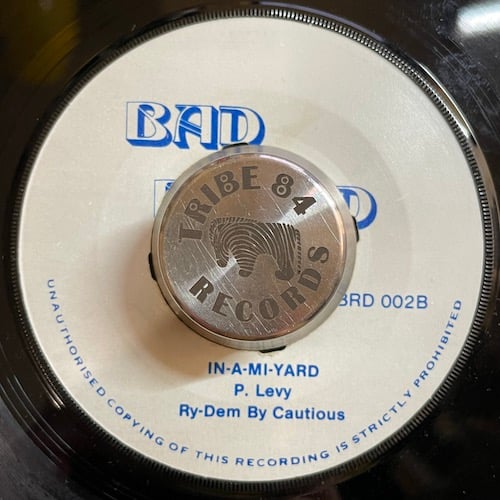 BAD
TRIBE 84
RECORDS
BRD 002B
IN-A-MI-YARD
P. Levy
Ry-Dem By Cautious
UNAUTHORISED COPYING OF THIS RECORDING IS STRICTLY PROHIBITED